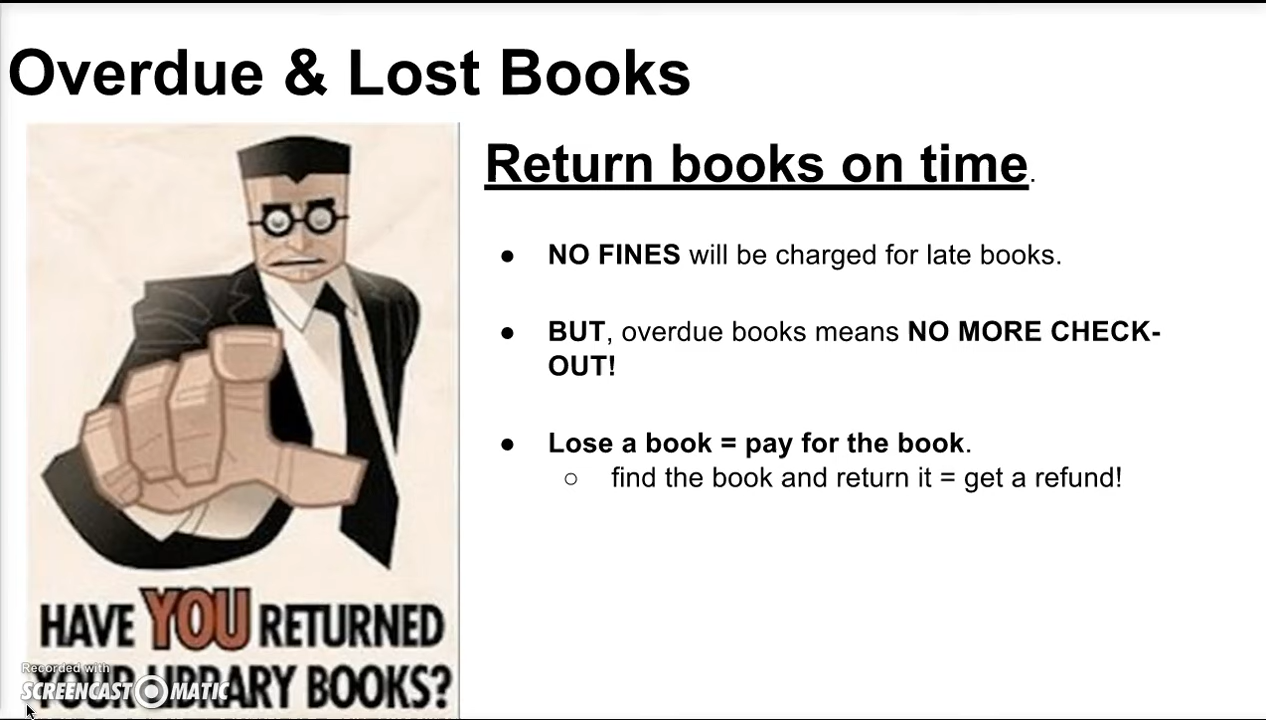 Overdue & Lost Books
Return books on time.
● NO FINES will be charged for late books.
● BUT, overdue books means NO MORE CHECK-
OUT!
● Lose a book = pay for the book.
○ find the book and return it = get a refund!
HAVE YOU RETURNED
YOUR LIBRARY BOOKS?
Recorded with
SCREENCAST-O-MATIC